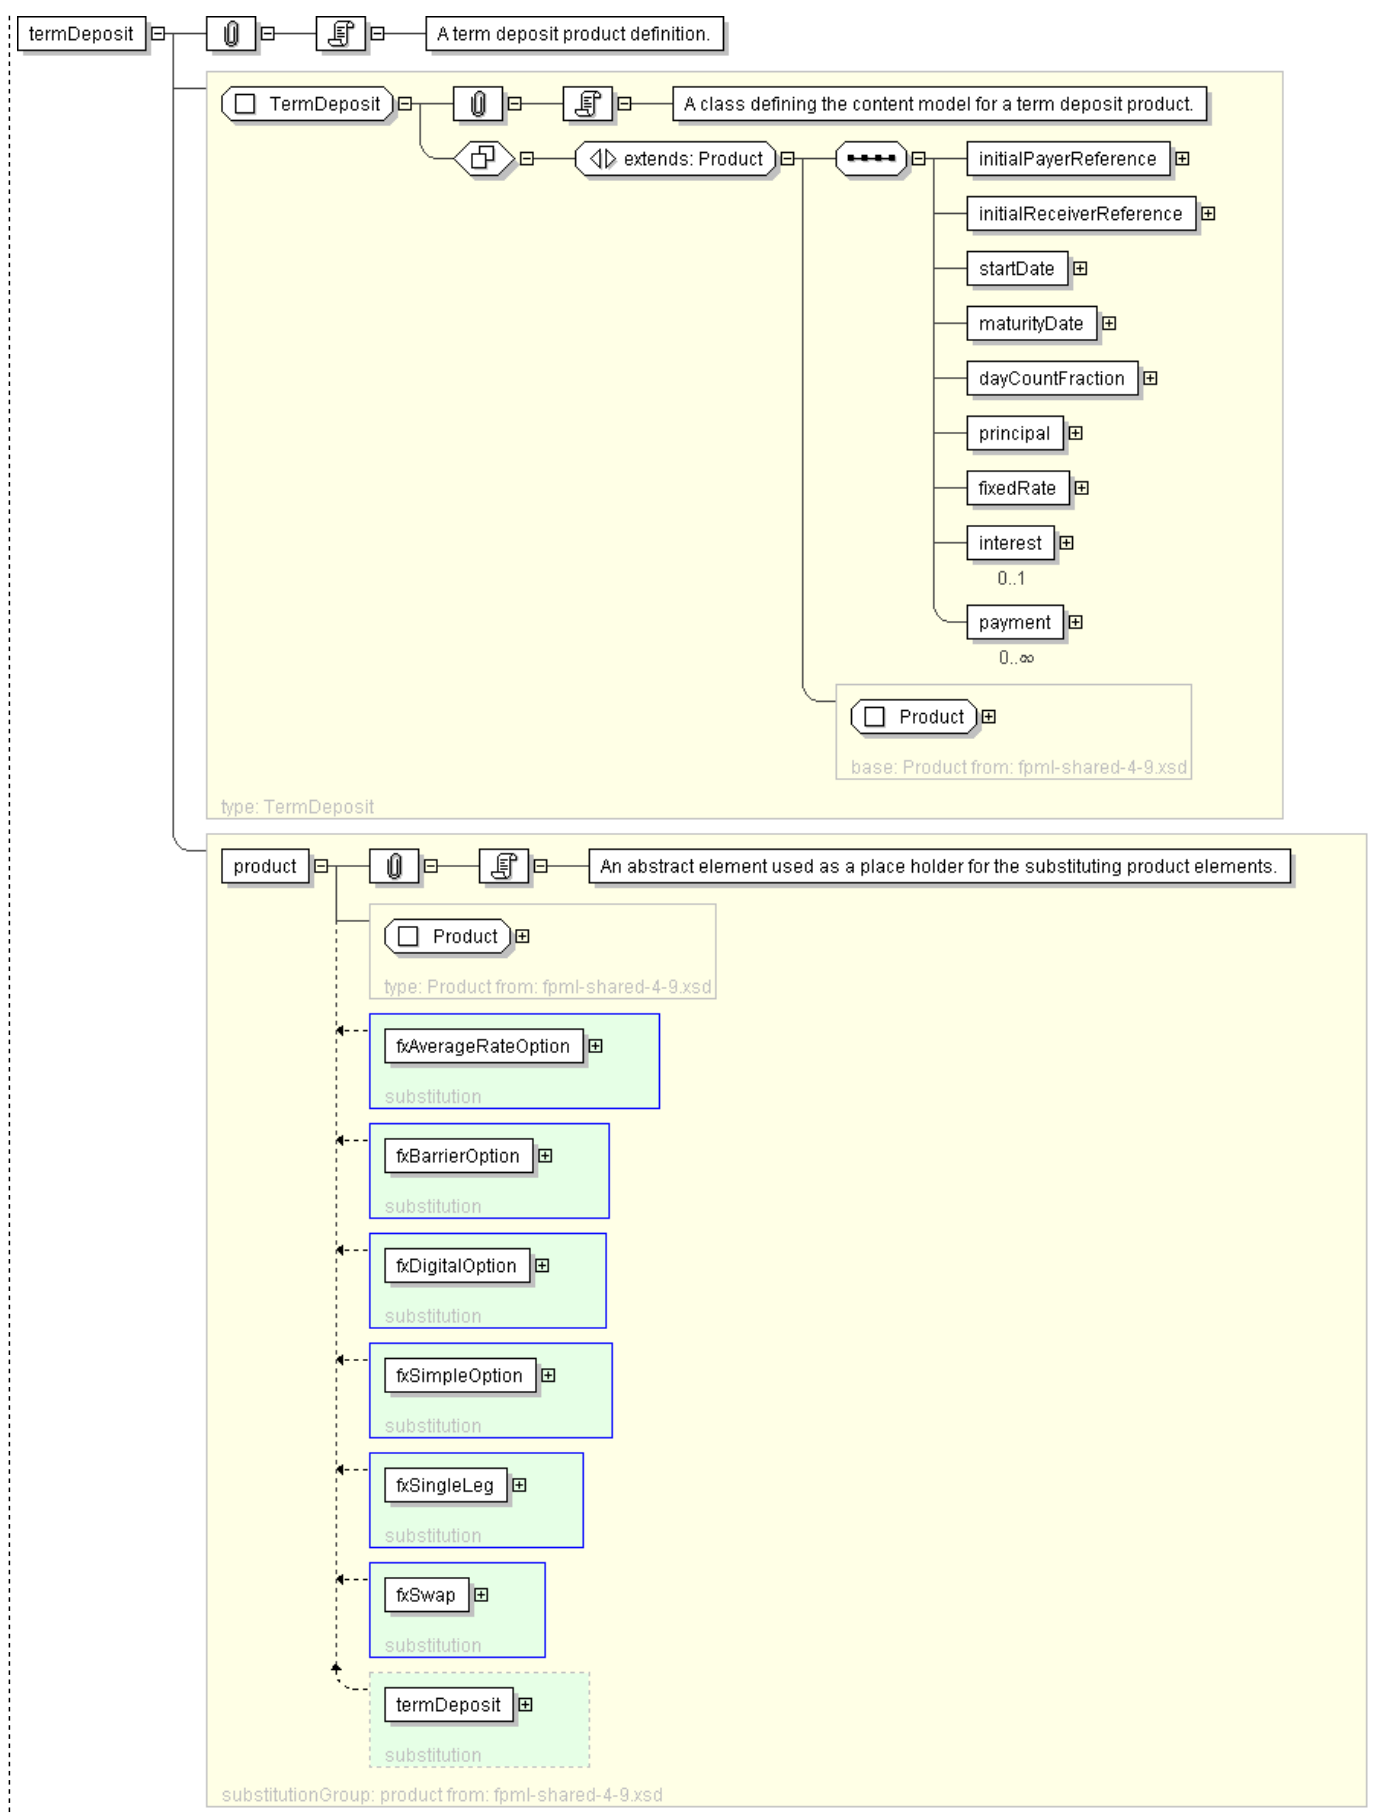 termDeposit
A term deposit product definition.
TermDeposit
A class defining the content model for a term deposit product.
extends: Product
initialPayerReference
initialReceiverReference
startDate
maturityDate
dayCountFraction
principal
fixedRate
interest
0..1
payment
0..∞
Product
base: Product from: fpml-shared-4-9.xsd
type: TermDeposit
product
An abstract element used as a place holder for the substituting product elements.
Product
type: Product from: fpml-shared-4-9.xsd
fxAverageRateOption
substitution
fxBarrierOption
substitution
fxDigitalOption
substitution
fxSimpleOption
substitution
fxSingleLeg
substitution
fxSwap
substitution
termDeposit
substitution
substitutionGroup: product from: fpml-shared-4-9.xsd